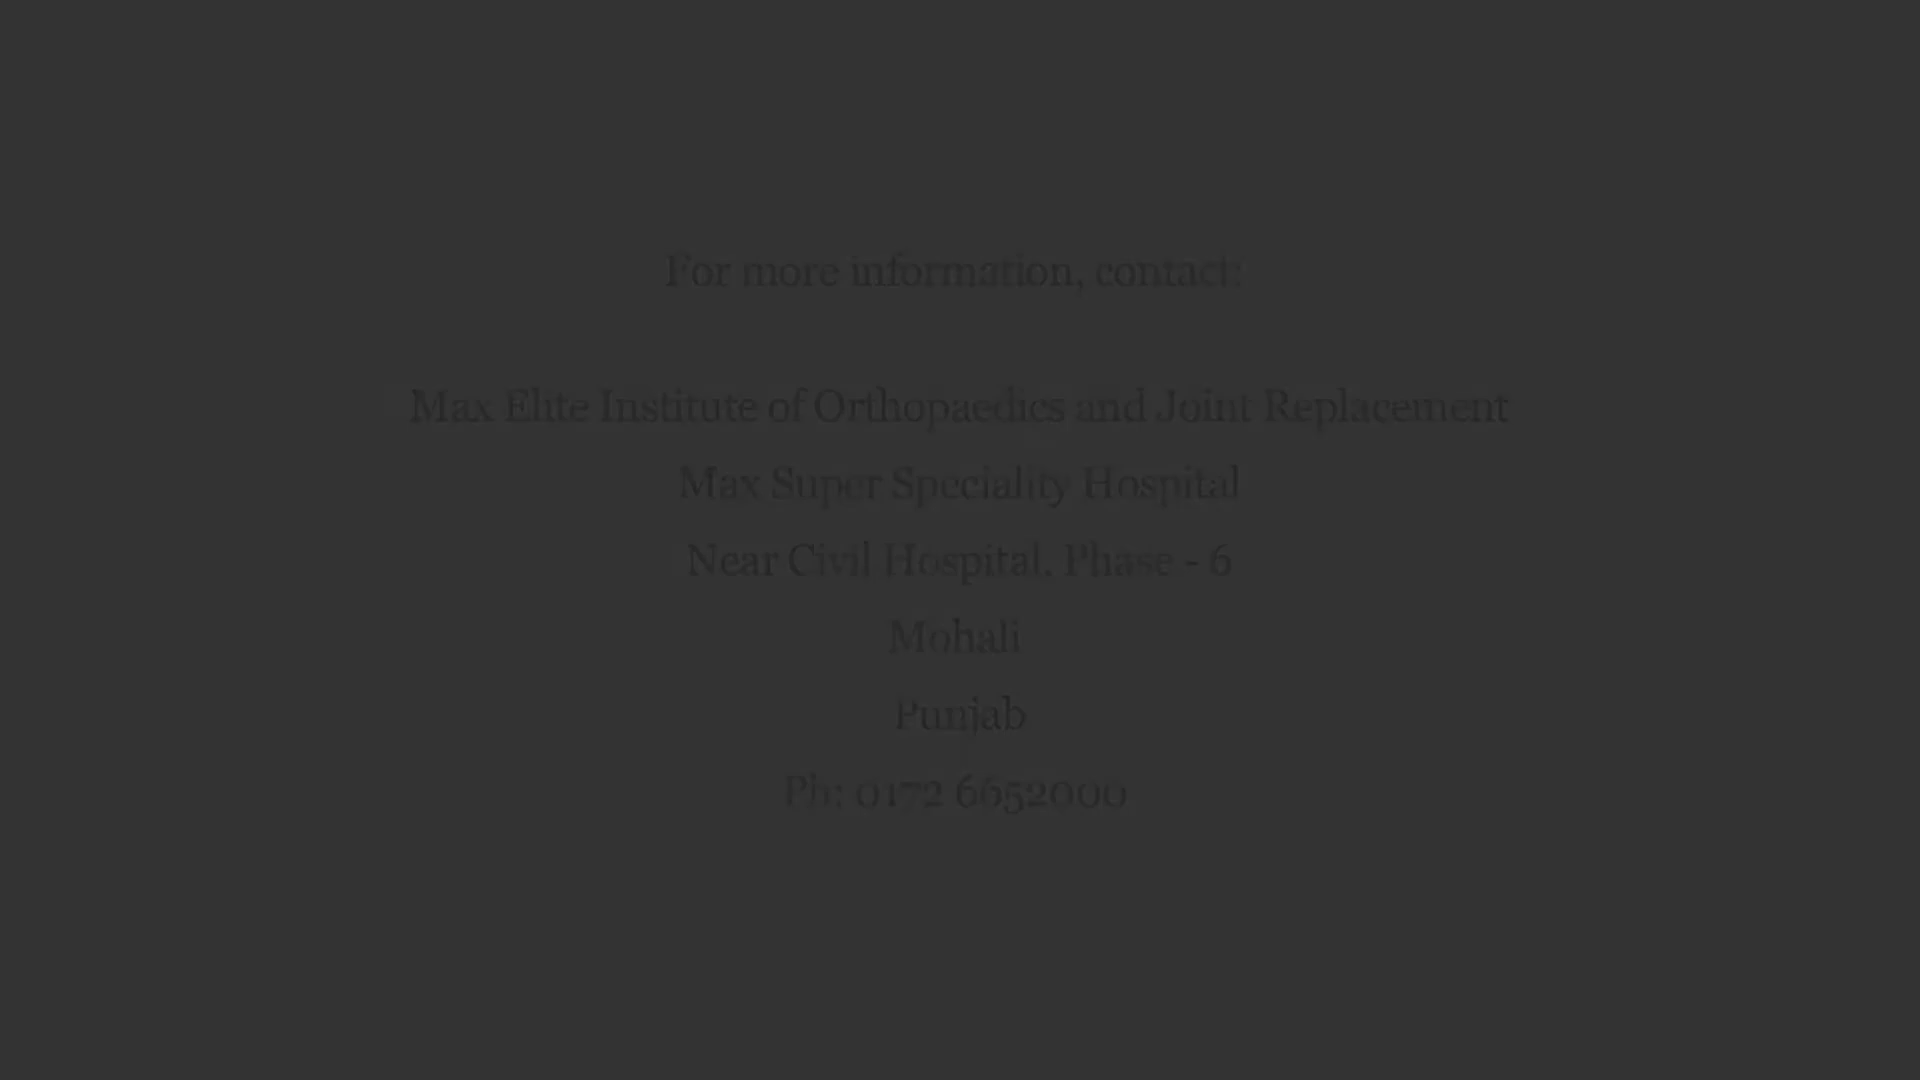 For more information, contact:
Max Elite Institute of Orthopaedics and Joint Replacement
Max Super Speciality Hospital
Near Civil Hospital, Phase - 6
Mohali
Punjab
Ph: 0172 6652000